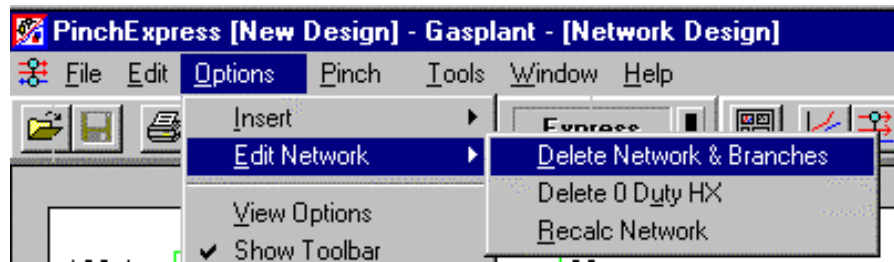 PinchExpress [New Design] - Gasplant - [Network Design]
File Edit Options Pinch Tools Window Help
Insert
Express
Edit Network
Delete Network & Branches
Delete 0 Duty HX
View Options
Recalc Network
Show Toolbar